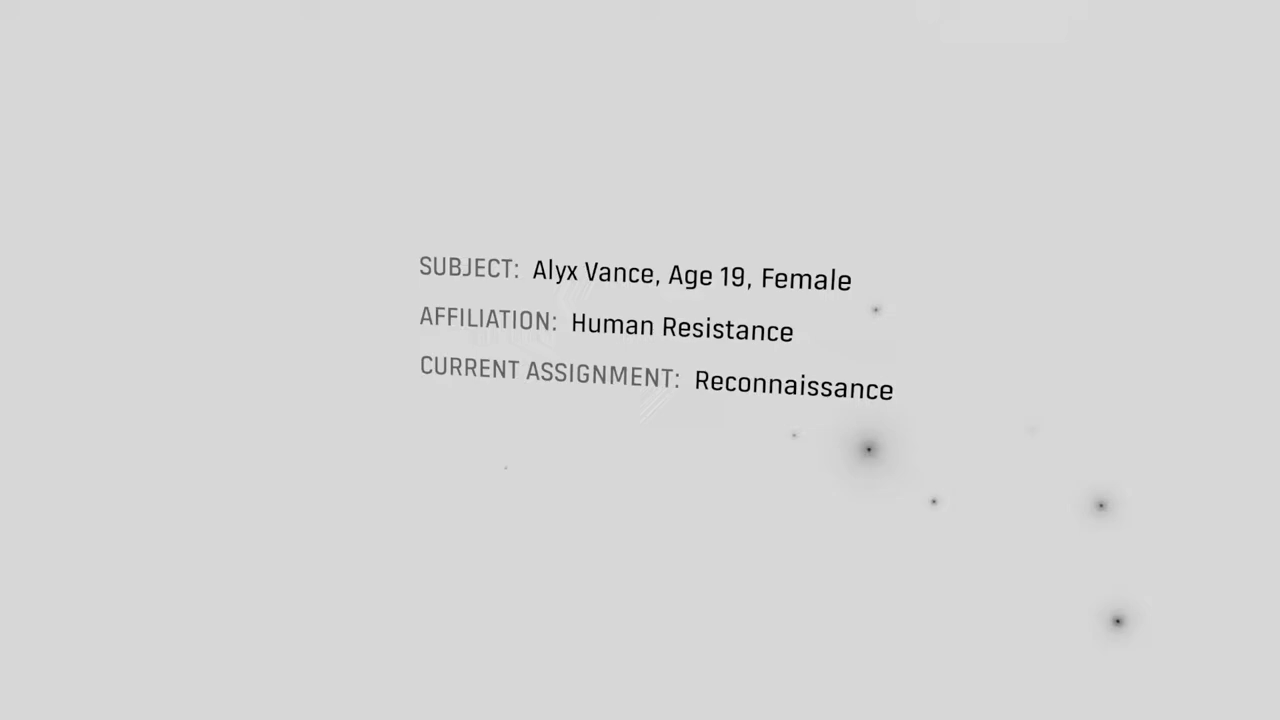 SUBJECT: Alyx Vance, Age 19, Female
AFFILIATION: Human Resistance
CURRENT ASSIGNMENT: Reconnaissance